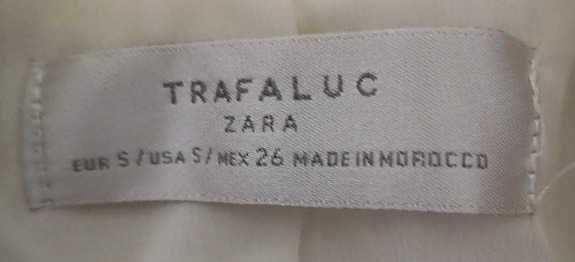 TRAFALUC
ZARA
EUR S / USA S / MEX 26 MADE IN MOROCCO